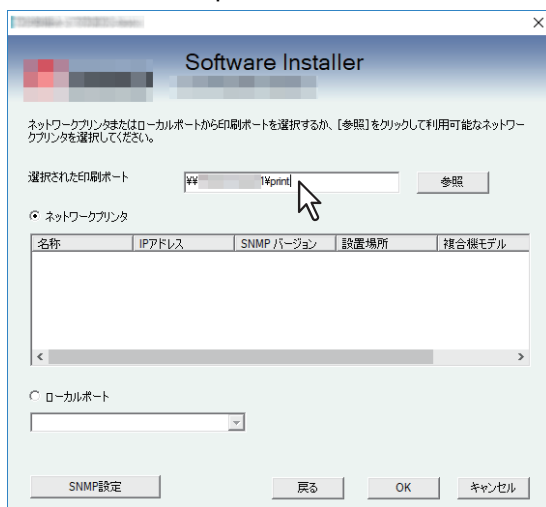 Software Installer
ネットワークプリンタまたはローカルポートから印刷ポートを選択するか、[参照]をクリックして利用可能なネットワー
クプリンタを選択してください。
選択された印刷ポート ¥¥ 1¥print 参照
ネットワークプリンタ
名称 IPアドレス SNMP バージョン 設置場所 複合機モデル
ローカルポート
SNMP設定 戻る OK キャンセル